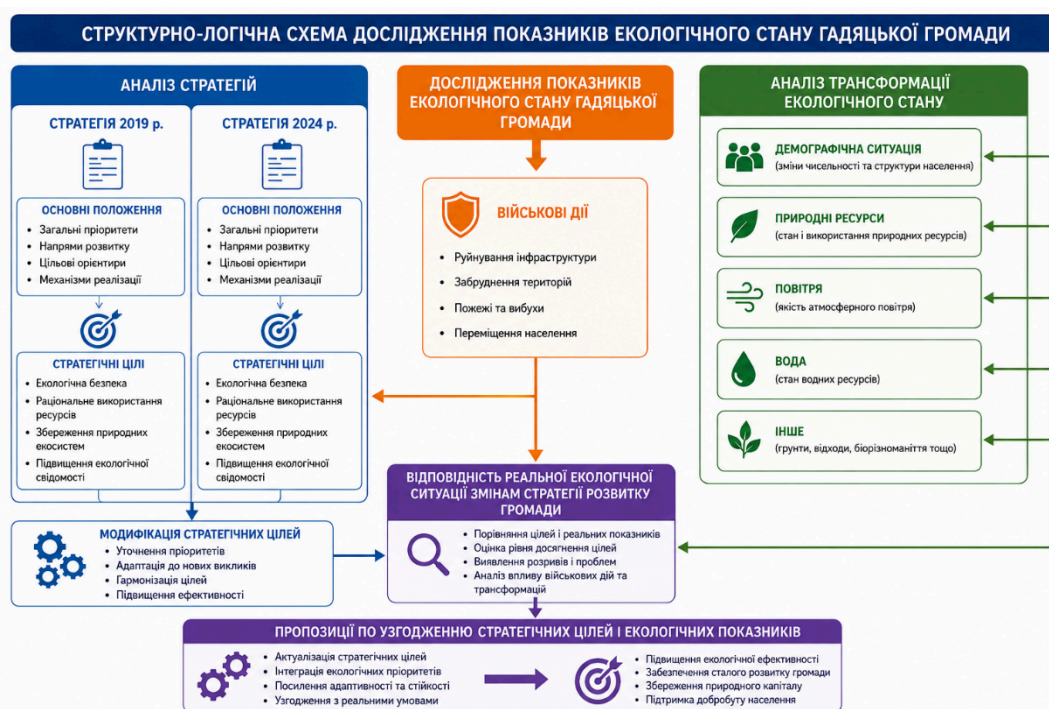 СТРУКТУРНО-ЛОГІЧНА СХЕМА ДОСЛІДЖЕННЯ ПОКАЗНИКІВ ЕКОЛОГІЧНОГО СТАНУ ГАДЯЦЬКОЇ ГРОМАДИ
АНАЛІЗ СТРАТЕГІЙ
СТРАТЕГІЯ 2019 р.
ОСНОВНІ ПОЛОЖЕННЯ
• Загальні пріоритети
• Напрями розвитку
• Цільові орієнтири
• Механізми реалізації
СТРАТЕГІЧНІ ЦІЛІ
• Екологічна безпека
• Раціональне використання
ресурсів
• Збереження природних
екосистем
• Підвищення екологічної
свідомості
СТРАТЕГІЯ 2024 р.
ОСНОВНІ ПОЛОЖЕННЯ
• Загальні пріоритети
• Напрями розвитку
• Цільові орієнтири
• Механізми реалізації
СТРАТЕГІЧНІ ЦІЛІ
• Екологічна безпека
• Раціональне використання
ресурсів
• Збереження природних
екосистем
• Підвищення екологічної
свідомості
МОДИФІКАЦІЯ СТРАТЕГІЧНИХ ЦІЛЕЙ
• Уточнення пріоритетів
• Адаптація до нових викликів
• Гармонізація цілей
• Підвищення ефективності
ДОСЛІДЖЕННЯ ПОКАЗНИКІВ
ЕКОЛОГІЧНОГО СТАНУ ГАДЯЦЬКОЇ
ГРОМАДИ
ВІЙСЬКОВІ ДІЇ
• Руйнування інфраструктури
• Забруднення територій
• Пожежі та вибухи
• Переміщення населення
ВІДПОВІДНІСТЬ РЕАЛЬНОЇ ЕКОЛОГІЧНОЇ
СИТУАЦІЇ ЗМІНАМ СТРАТЕГІЇ РОЗВИТКУ
ГРОМАДИ
• Порівняння цілей і реальних показників
• Оцінка рівня досягнення цілей
• Виявлення розривів і проблем
• Аналіз впливу військових дій та
трансформацій
АНАЛІЗ ТРАНСФОРМАЦІЇ
ЕКОЛОГІЧНОГО СТАНУ
ДЕМОГРАФІЧНА СИТУАЦІЯ
(зміни чисельності та структури населення)
ПРИРОДНІ РЕСУРСИ
(стан і використання природних ресурсів)
ПОВІТРЯ
(якість атмосферного повітря)
ВОДА
(стан водних ресурсів)
ІНШЕ
(ґрунти, відходи, біорізноманіття тощо)
ПРОПОЗИЦІЇ ПО УЗГОДЖЕННЮ СТРАТЕГІЧНИХ ЦІЛЕЙ І ЕКОЛОГІЧНИХ ПОКАЗНИКІВ
• Актуалізація стратегічних цілей
• Інтеграція екологічних пріоритетів
• Посилення адаптивності та стійкості
• Узгодження з реальними умовами
• Підвищення екологічної ефективності
• Забезпечення сталого розвитку громади
• Збереження природного капіталу
• Підтримка добробуту населення